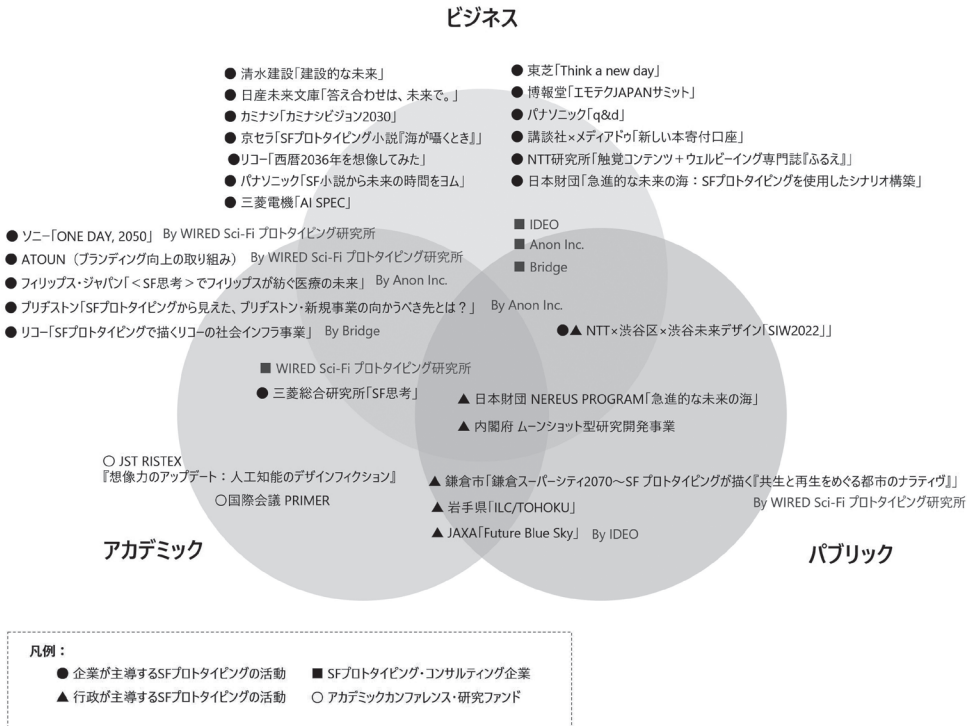 ビジネス
● 清水建設「建設的な未来」
● 日産未来文庫「答え合わせは、未来で。」
● カミナシ「カミナシビジョン2030」
● 京セラ「SFプロトタイピング小説『海が囁くとき』」
●リコー「西暦2036年を想像してみた」
● パナソニック「SF小説から未来の時間をヨム」
● 三菱電機「AI SPEC」
● 東芝「Think a new day」
● 博報堂「エモテクJAPANサミット」
● パナソニック「q&d」
● 講談社×メディアドゥ「新しい本寄付口座」
● NTT研究所「触覚コンテンツ+ウェルビーイング専門誌『ふるえ』」
● 日本財団「急進的な未来の海：SFプロトタイピングを使用したシナリオ構築」
■ IDEO
■ Anon Inc.
■ Bridge
● ソニー「ONE DAY, 2050」 By WIRED Sci-Fi プロトタイピング研究所
● ATOUN（ブランディング向上の取り組み） By WIRED Sci-Fi プロトタイピング研究所
● フィリップス・ジャパン「＜SF思考＞でフィリップスが紡ぐ医療の未来」 By Anon Inc.
● ブリヂストン「SFプロトタイピングから見えた、ブリヂストン・新規事業の向かうべき先とは？」 By Anon Inc.
● リコー「SFプロトタイピングで描くリコーの社会インフラ事業」 By Bridge
●▲ NTT×渋谷区×渋谷未来デザイン「SIW2022」」
■ WIRED Sci-Fi プロトタイピング研究所
● 三菱総合研究所「SF思考」
▲ 日本財団 NEREUS PROGRAM「急進的な未来の海」
▲ 内閣府 ムーンショット型研究開発事業
○ JST RISTEX
『想像力のアップデート：人工知能のデザインフィクション』
○国際会議 PRIMER
▲ 鎌倉市「鎌倉スーパーシティ2070〜SF プロトタイピングが描く『共生と再生をめぐる都市のナラティヴ』」
By WIRED Sci-Fi プロトタイピング研究所
▲ 岩手県「ILC/TOHOKU」
▲ JAXA「Future Blue Sky」 By IDEO
アカデミック
パブリック
凡例：
● 企業が主導するSFプロトタイピングの活動
■ SFプロトタイピング・コンサルティング企業
▲ 行政が主導するSFプロトタイピングの活動
○ アカデミックカンファレンス・研究ファンド